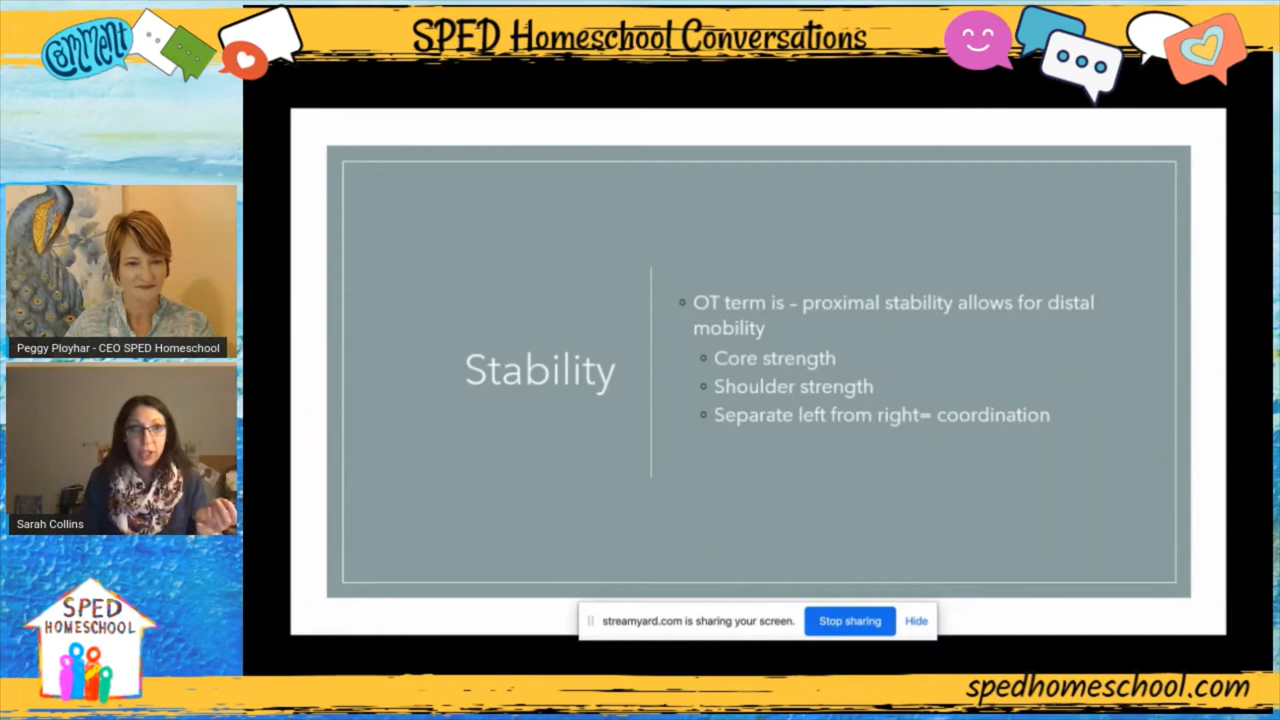 comment
SPED Homeschool Conversations
Peggy Ployhar - CEO SPED Homeschool
Sarah Collins
SPED
HOMESCHOOL
Stability
OT term is – proximal stability allows for distal
mobility
Core strength
Shoulder strength
Separate left from right= coordination
streamyard.com is sharing your screen.
Stop sharing
Hide
spedhomeschool.com